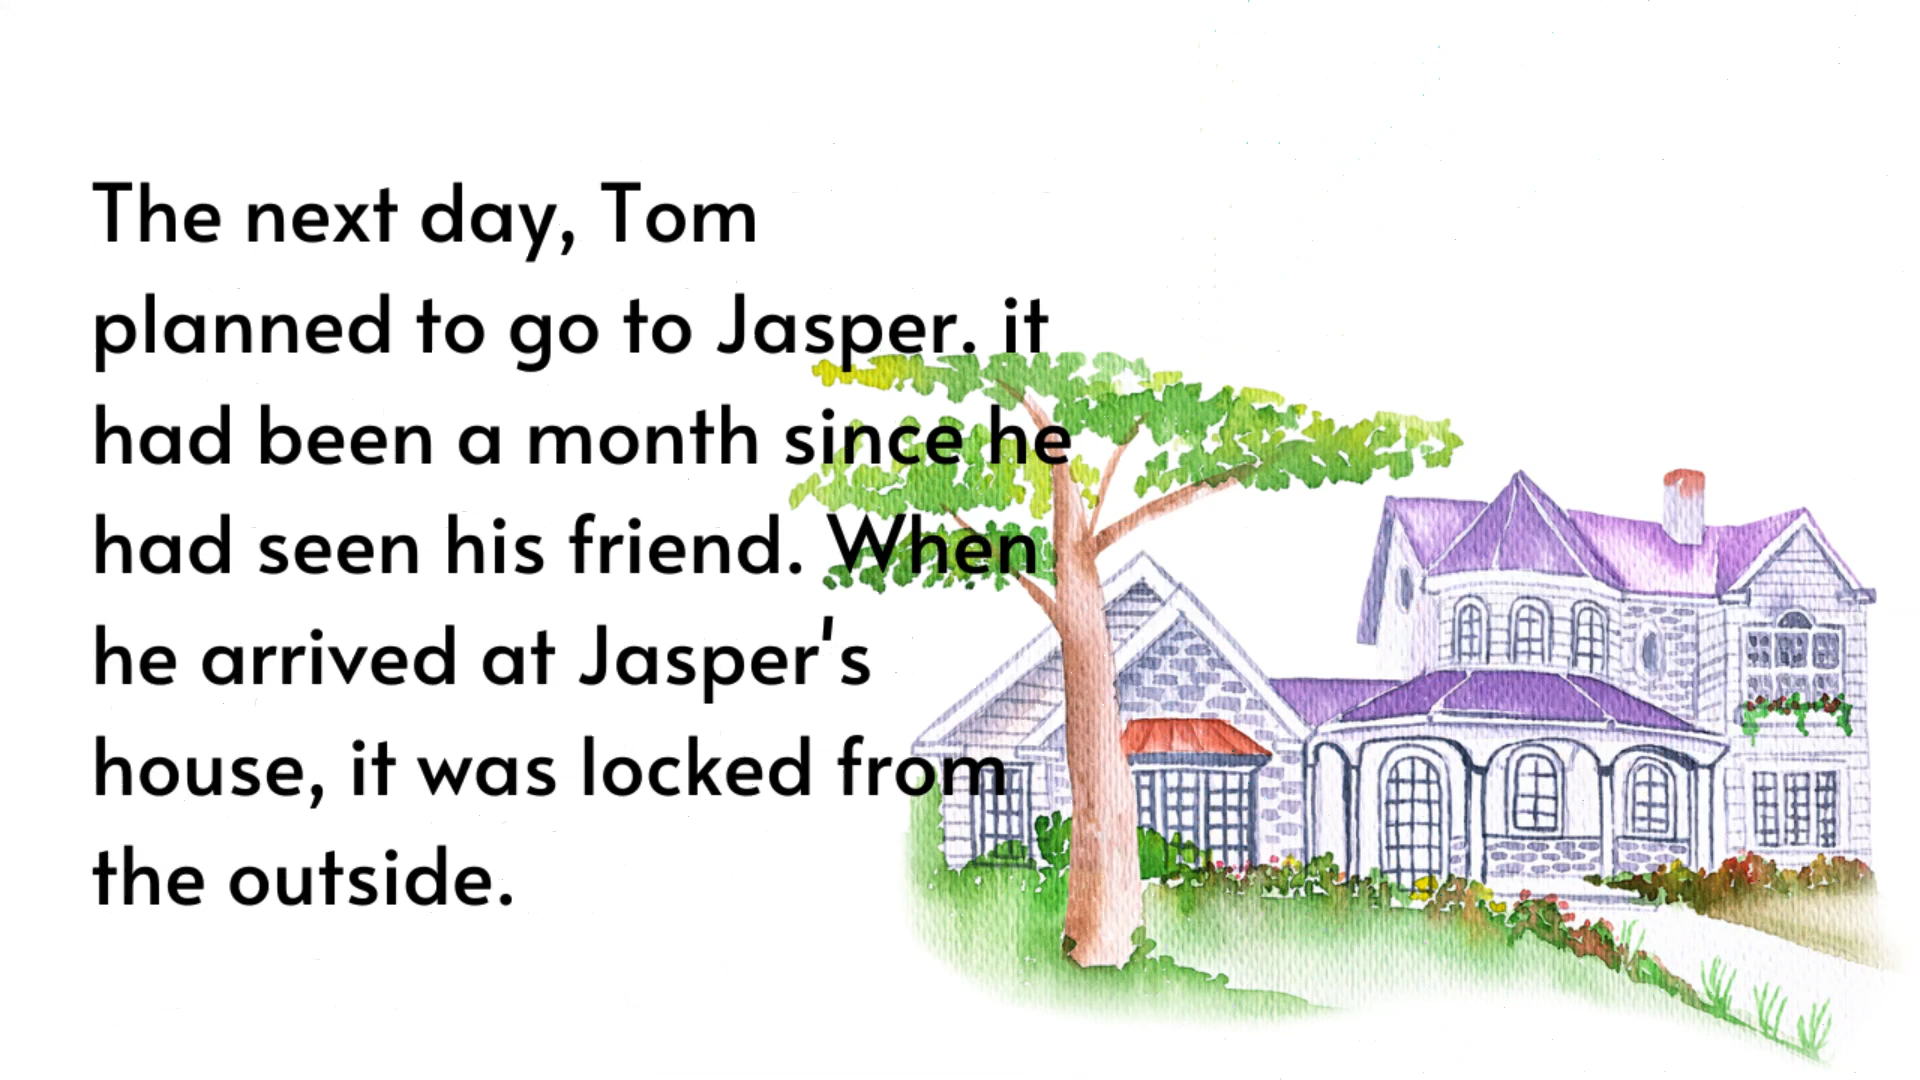 The next day, Tom
planned to go to Jasper. it
had been a month since he
had seen his friend. When
he arrived at Jasper's
house, it was locked from
the outside.